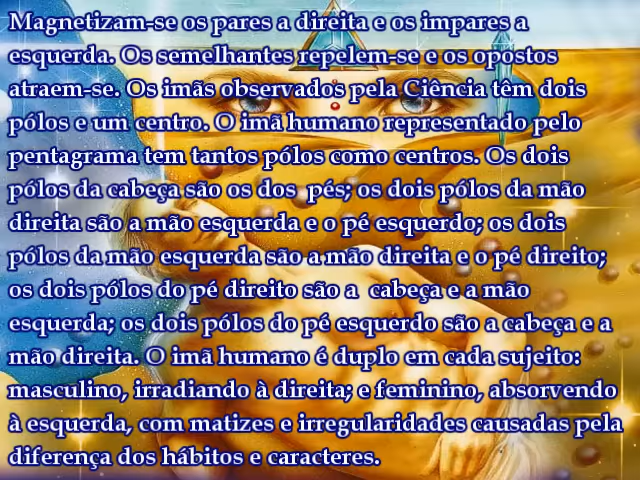 Magnetizam-se os pares a direita e os impares a
esquerda. Os semelhantes repelem-se e os opostos
atraem-se. Os imãs observados pela Ciência têm dois
pólos e um centro. O imã humano representado pelo
pentagrama tem tantos pólos como centros. Os dois
pólos da cabeça são os dos pés; os dois pólos da mão
direita são a mão esquerda e o pé esquerdo; os dois
pólos da mão esquerda são a mão direita e o pé direito;
os dois pólos do pé direito são a cabeça e a mão
esquerda; os dois pólos do pé esquerdo são a cabeça e a
mão direita. O imã humano é duplo em cada sujeito:
masculino, irradiando à direita; e feminino, absorvendo
à esquerda, com matizes e irregularidades causadas pela
diferença dos hábitos e caracteres.